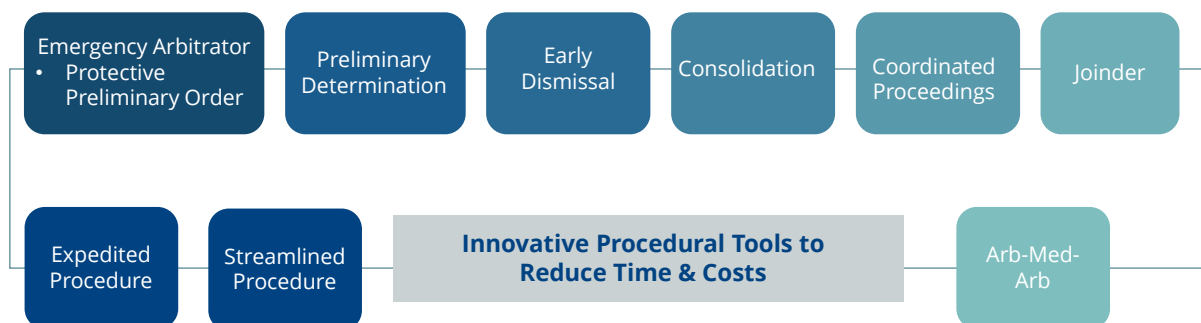 Emergency Arbitrator
• Protective
Preliminary Order
Preliminary
Determination
Early
Dismissal
Consolidation
Coordinated
Proceedings
Joinder
Expedited
Procedure
Streamlined
Procedure
Innovative Procedural Tools to
Reduce Time & Costs
Arb-Med-
Arb